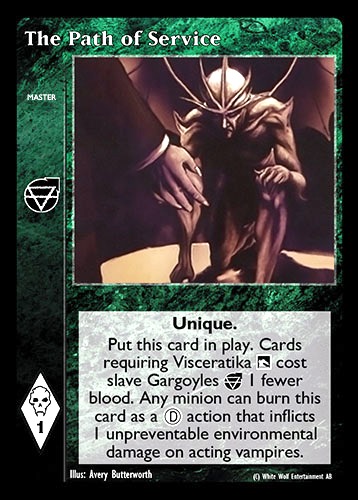 The Path of Service
MASTER
Unique.
Put this card in play. Cards
requiring Visceratika cost
slave Gargoyles 1 fewer
blood. Any minion can burn this
card as a D action that inflicts
1 unpreventable environmental
damage on acting vampires.
1
Illus: Avery Butterworth
(C) White Wolf Entertainment AB